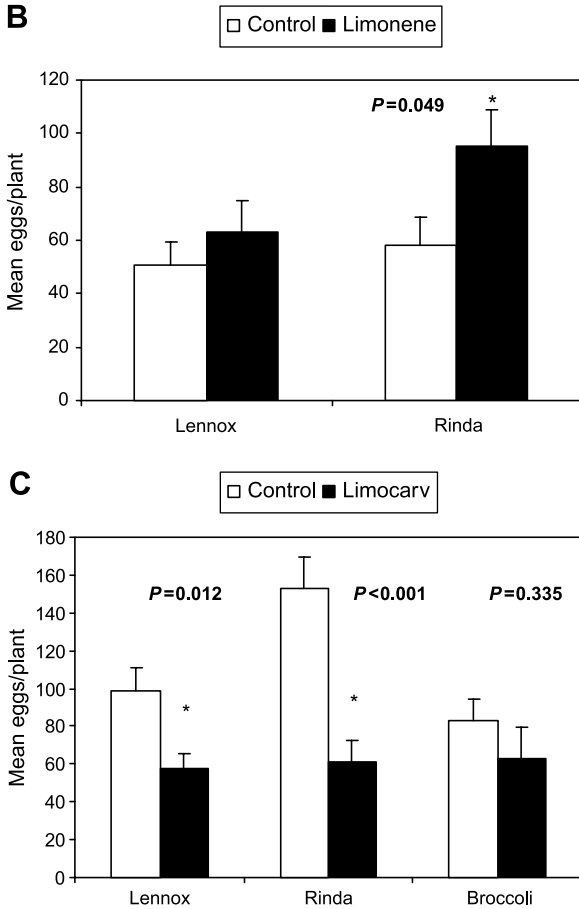 B
Control Limonene
120
100
80
60
40
20
0
Mean eggs/plant
P=0.049
*
Lennox Rinda
C
Control Limocarv
180
160
140
120
100
80
60
40
20
0
Mean eggs/plant
P=0.012 P<0.001 P=0.335
* *
Lennox Rinda Broccoli